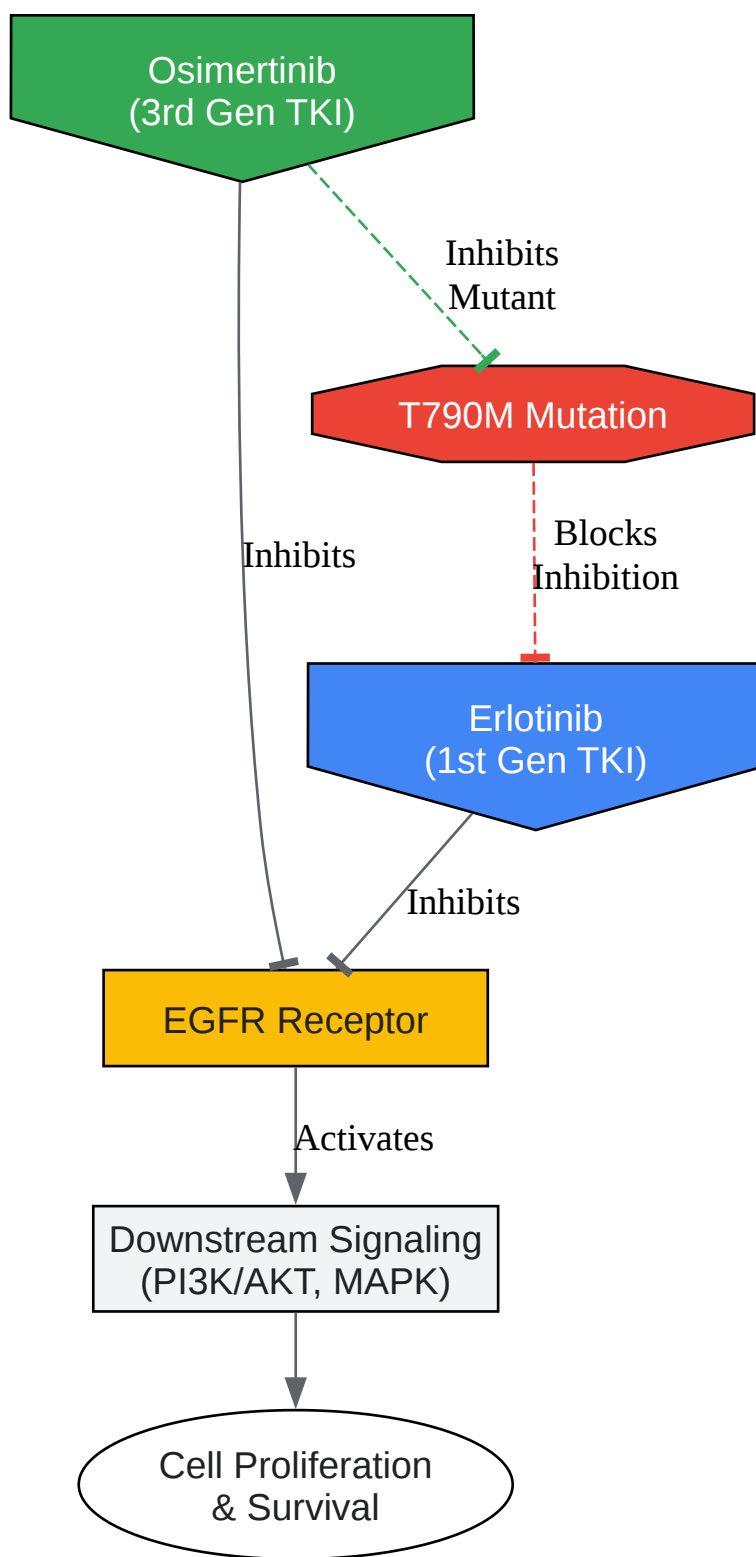 Osimertinib
(3rd Gen TKI)
Inhibits
Mutant
T790M Mutation
Inhibits
Blocks
Inhibition
Erlotinib
(1st Gen TKI)
Inhibits
EGFR Receptor
Activates
Downstream Signaling
(PI3K/AKT, MAPK)
Cell Proliferation
& Survival